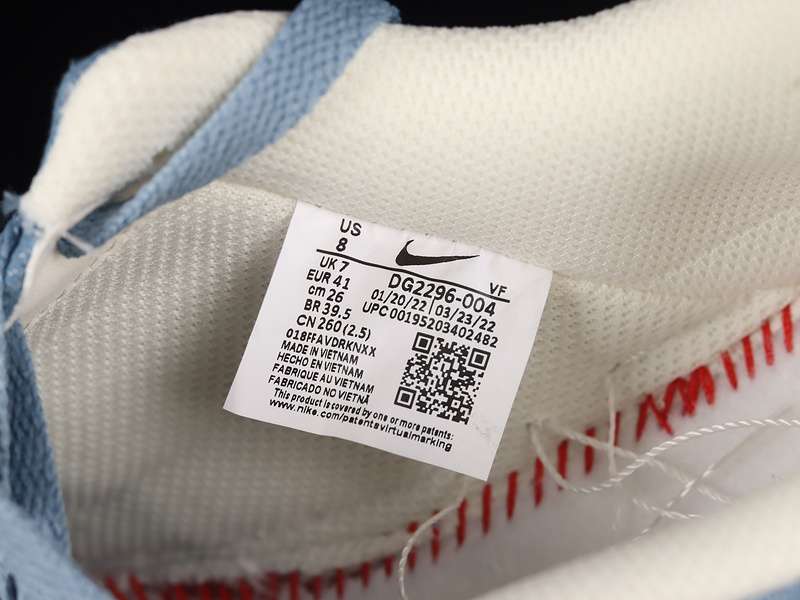 US
8
UK 7
EUR 41
cm 26
BR 39.5
CN 260 (2.5)
VF
DG2296-004
01/20/22 | 03/23/22
UPC 00195203402482
018FFAVDRKNXX
MADE IN VIETNAM
HECHO EN VIETNAM
FABRIQUE AU VIETNAM
FABRICADO NO VIETNÃ
This product is covered by one or more patents:
www.nike.com/patentsvirtualmarking